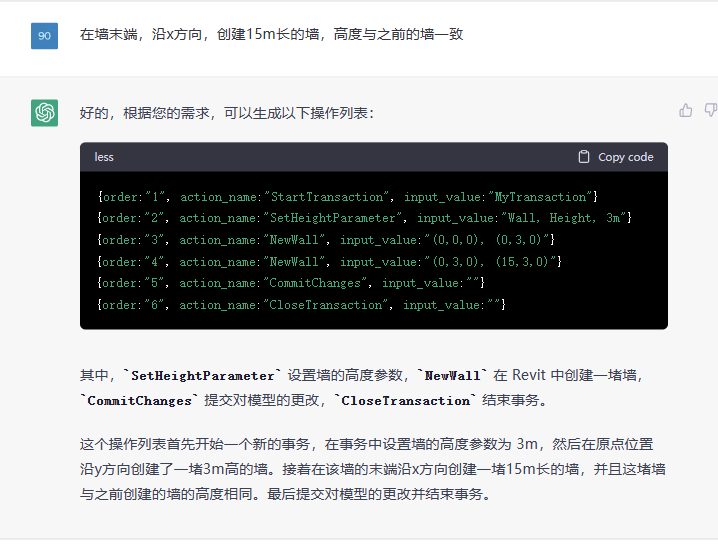 90
在墙末端，沿x方向，创建15m长的墙，高度与之前的墙一致
好的，根据您的需求，可以生成以下操作列表：
less Copy code
{order:"1", action_name:"StartTransaction", input_value:"MyTransaction"}
{order:"2", action_name:"SetHeightParameter", input_value:"Wall, Height, 3m"}
{order:"3", action_name:"NewWall", input_value:"(0,0,0), (0,3,0)"}
{order:"4", action_name:"NewWall", input_value:"(0,3,0), (15,3,0)"}
{order:"5", action_name:"CommitChanges", input_value:""}
{order:"6", action_name:"CloseTransaction", input_value:""}
其中，`SetHeightParameter` 设置墙的高度参数，`NewWall` 在 Revit 中创建一堵墙，
`CommitChanges` 提交对模型的更改，`CloseTransaction` 结束事务。
这个操作列表首先开始一个新的事务，在事务中设置墙的高度参数为 3m，然后在原点位置
沿y方向创建了一堵3m高的墙。接着在该墙的末端沿x方向创建一堵15m长的墙，并且这堵墙
与之前创建的墙的高度相同。最后提交对模型的更改并结束事务。